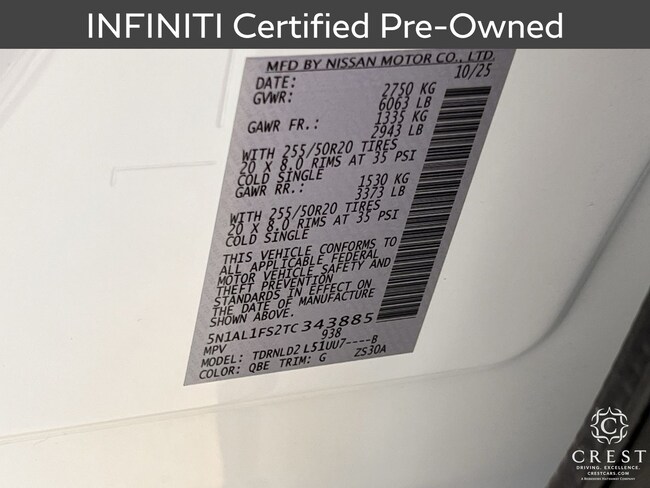 INFINITI Certified Pre-Owned
MFD BY NISSAN MOTOR CO., LTD.
DATE: 10/25
GVWR: 2750 KG
6063 LB
GAWR FR.: 1335 KG
2943 LB
WITH 255/50R20 TIRES
20 X 8.0 RIMS AT 35 PSI
COLD SINGLE
GAWR RR.: 1530 KG
3373 LB
WITH 255/50R20 TIRES
20 X 8.0 RIMS AT 35 PSI
COLD SINGLE
THIS VEHICLE CONFORMS TO
ALL APPLICABLE FEDERAL
MOTOR VEHICLE SAFETY AND
THEFT PREVENTION
STANDARDS IN EFFECT ON
THE DATE OF MANUFACTURE
SHOWN ABOVE.
5N1AL1FS2TC343885
MPV 938
MODEL: TDRNLD2L51UU7----B
COLOR: QBE TRIM: G ZS30A
C
CREST
DRIVING. EXCELLENCE.
CRESTCARS.COM
A BERKSHIRE HATHAWAY COMPANY